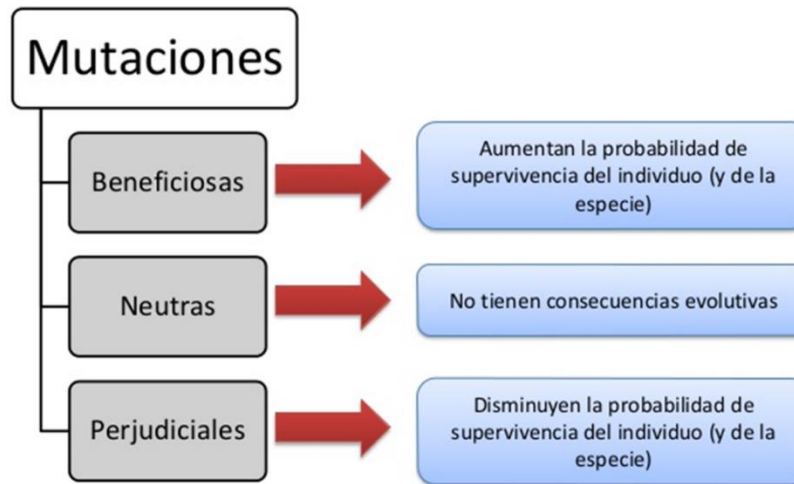 Mutaciones
Beneficiosas
Aumentan la probabilidad de
supervivencia del individuo (y de la
especie)
Neutras
No tienen consecuencias evolutivas
Perjudiciales
Disminuyen la probabilidad de
supervivencia del individuo (y de la
especie)